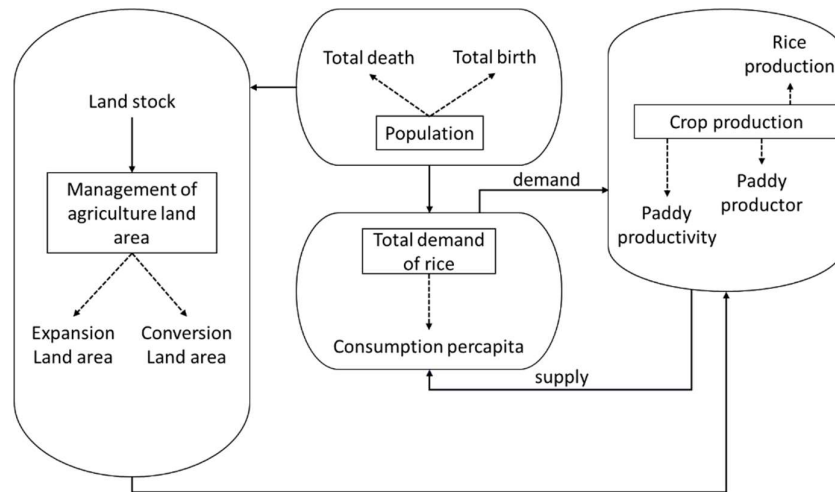 Land stock
Management of
agriculture land
area
Expansion
Land area
Conversion
Land area
Total death
Total birth
Population
demand
Total demand
of rice
Consumption percapita
supply
Rice
production
Crop production
Paddy
productivity
Paddy
productor